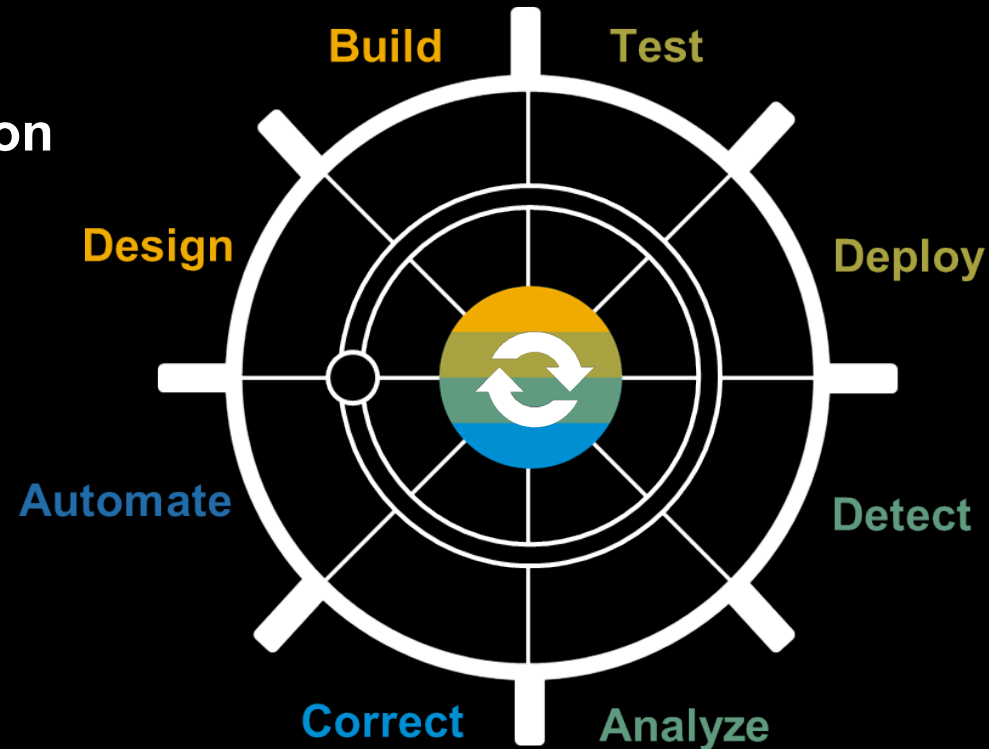 Build
Test
on
Design
Deploy
Automate
Detect
Correct
Analyze